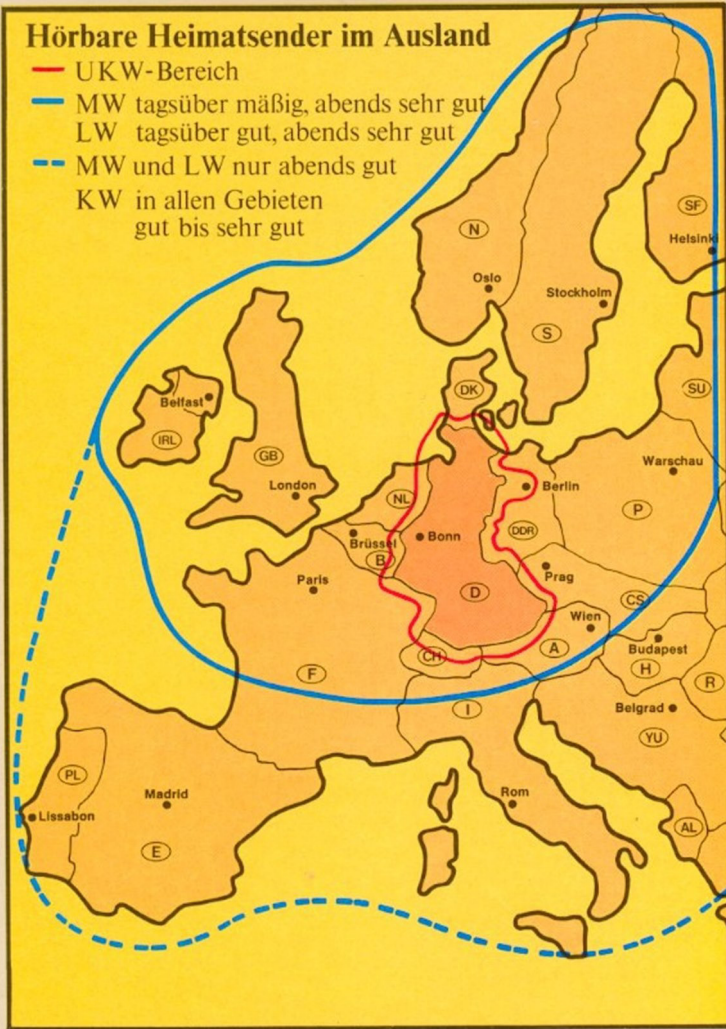 Hörbare Heimatsender im Ausland
UKW-Bereich
MW tagsüber mäßig, abends sehr gut
LW tagsüber gut, abends sehr gut
MW und LW nur abends gut
KW in allen Gebieten
gut bis sehr gut
SF
Helsinki
N
Oslo
Stockholm
S
DK
SU
Belfast
IRL
GB
London
Warschau
NL
Berlin
P
DDR
Brüssel
B
Bonn
Prag
Paris
D
CS
Wien
A
Budapest
H
CH
F
R
I
Belgrad
YU
PL
Madrid
Lissabon
Rom
E
AL